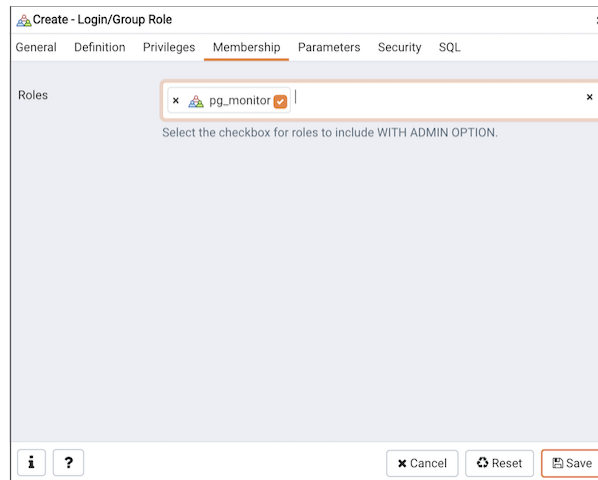 Create - Login/Group Role
General Definition Privileges Membership Parameters Security SQL
Roles
× pg_monitor ×
Select the checkbox for roles to include WITH ADMIN OPTION.
i ? Cancel Reset Save